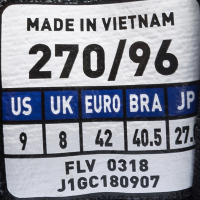 MADE IN VIETNAM
270/96
US UK EURO BRA JP
9 8 42 40.5 27.
FLV 0318
J1GC180907